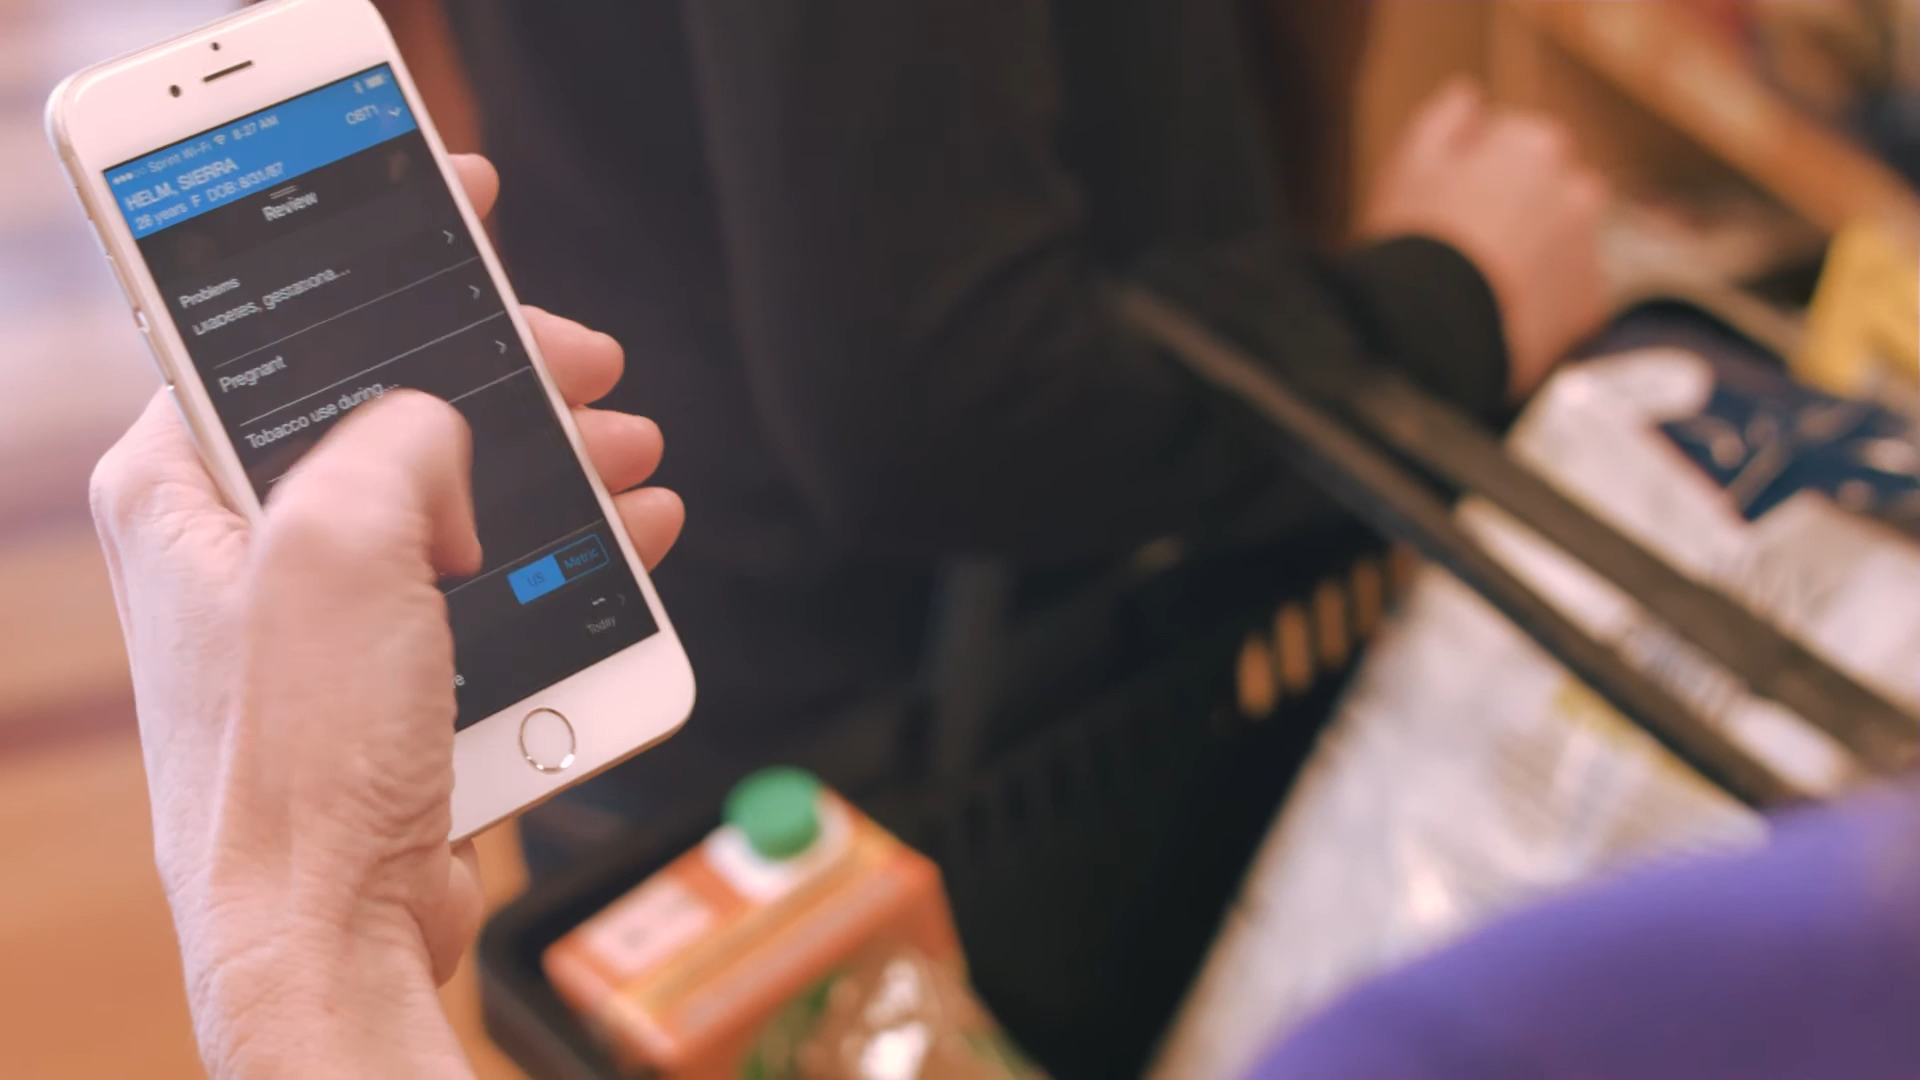 Sprint Wi-Fi 8:27 AM
HELM, SIERRA OBT1
28 years F DOB: 8/31/87
Review
Problems
Diabetes, gestationa...
Pregnant
Tobacco use during...
US Metric
--
Today